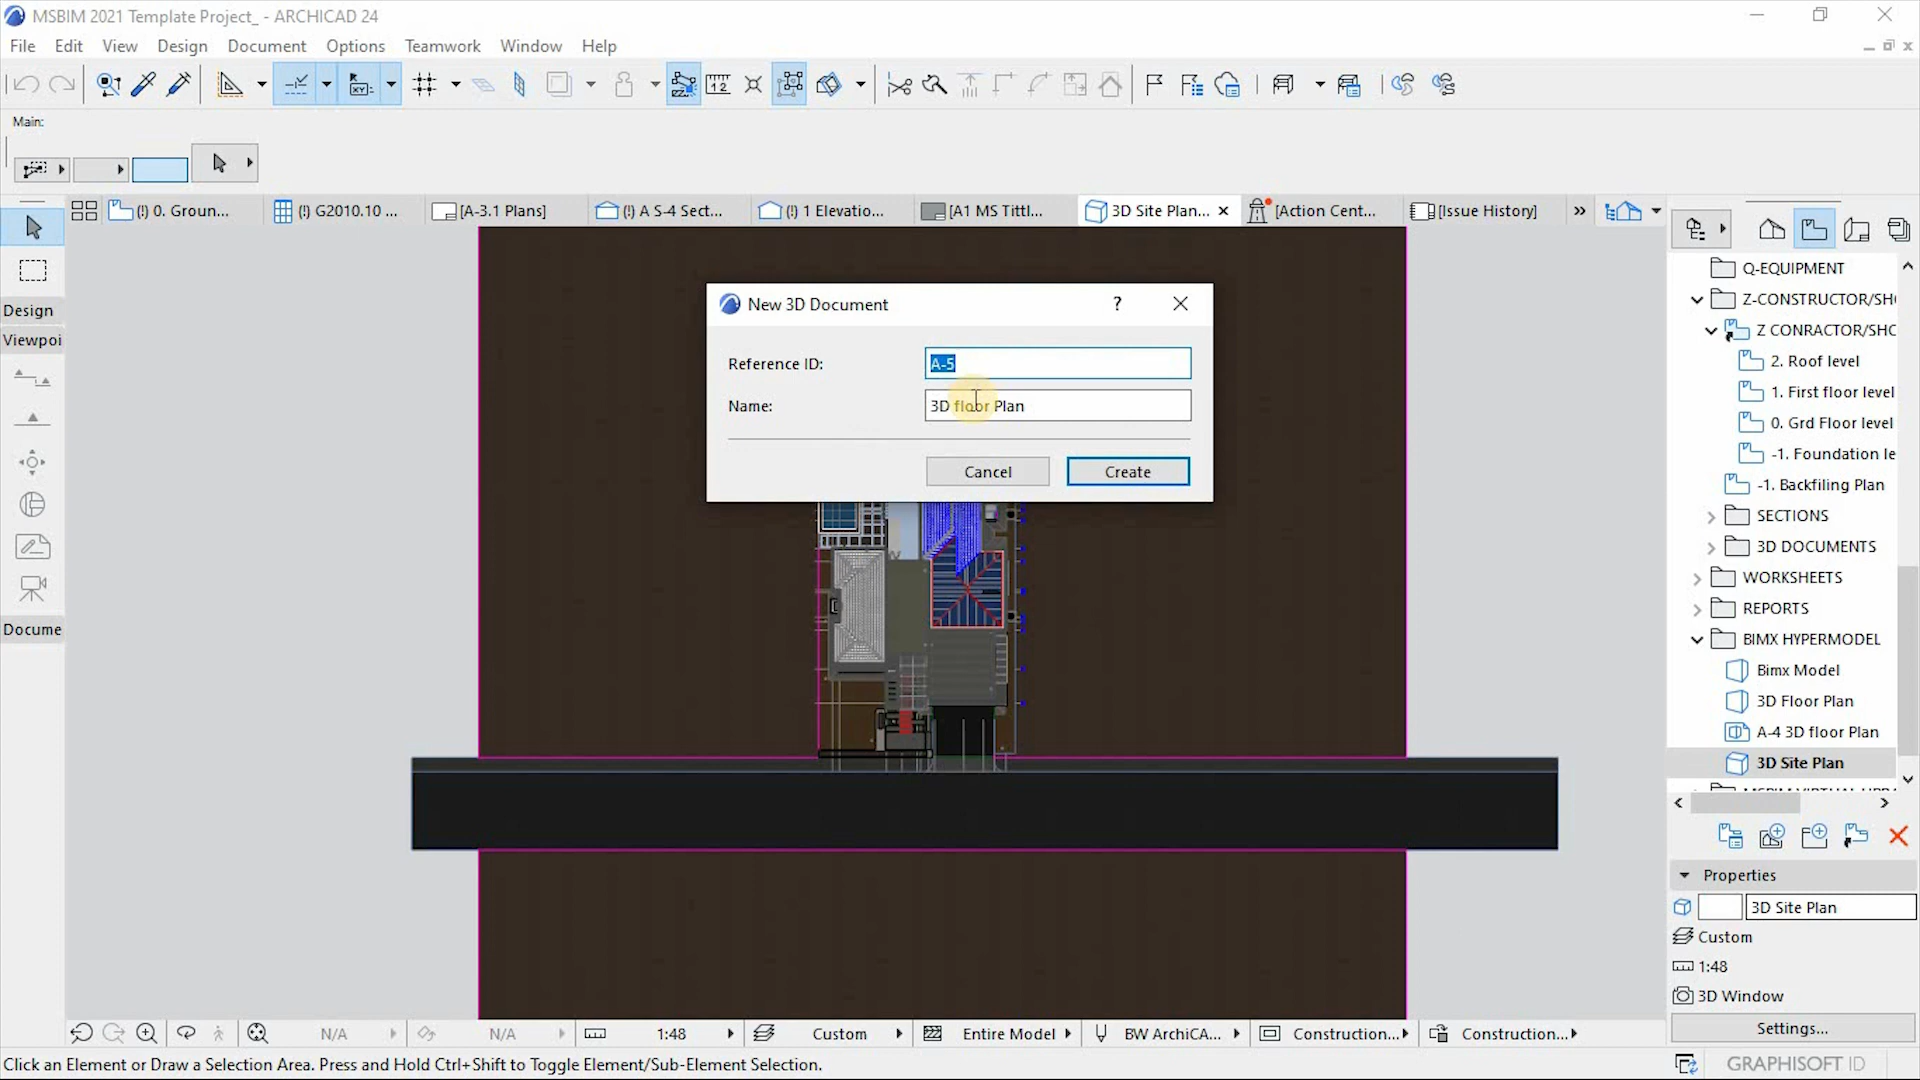 MSBIM 2021 Template Project_ - ARCHICAD 24
File Edit View Design Document Options Teamwork Window Help
Main:
(!) 0. Groun...
(!) G2010.10 ...
[A-3.1 Plans]
(!) A S-4 Sect...
(!) 1 Elevatio...
[A1 MS Tittl...
3D Site Plan...
[Action Cent...
[Issue History]
Design
Viewpoi
Docume
New 3D Document
?
Reference ID:
A-5
Name:
3D floor Plan
Cancel
Create
Q-EQUIPMENT
Z-CONSTRUCTOR/SH
Z CONRACTOR/SHC
2. Roof level
1. First floor level
0. Grd Floor level
-1. Foundation le
-1. Backfiling Plan
SECTIONS
3D DOCUMENTS
WORKSHEETS
REPORTS
BIMX HYPERMODEL
Bimx Model
3D Floor Plan
A-4 3D floor Plan
3D Site Plan
Properties
3D Site Plan
Custom
1:48
3D Window
Settings...
N/A
N/A
1:48
Custom
Entire Model
BW ArchiCA...
Construction...
Construction...
Click an Element or Draw a Selection Area. Press and Hold Ctrl+Shift to Toggle Element/Sub-Element Selection.
GRAPHISOFT ID